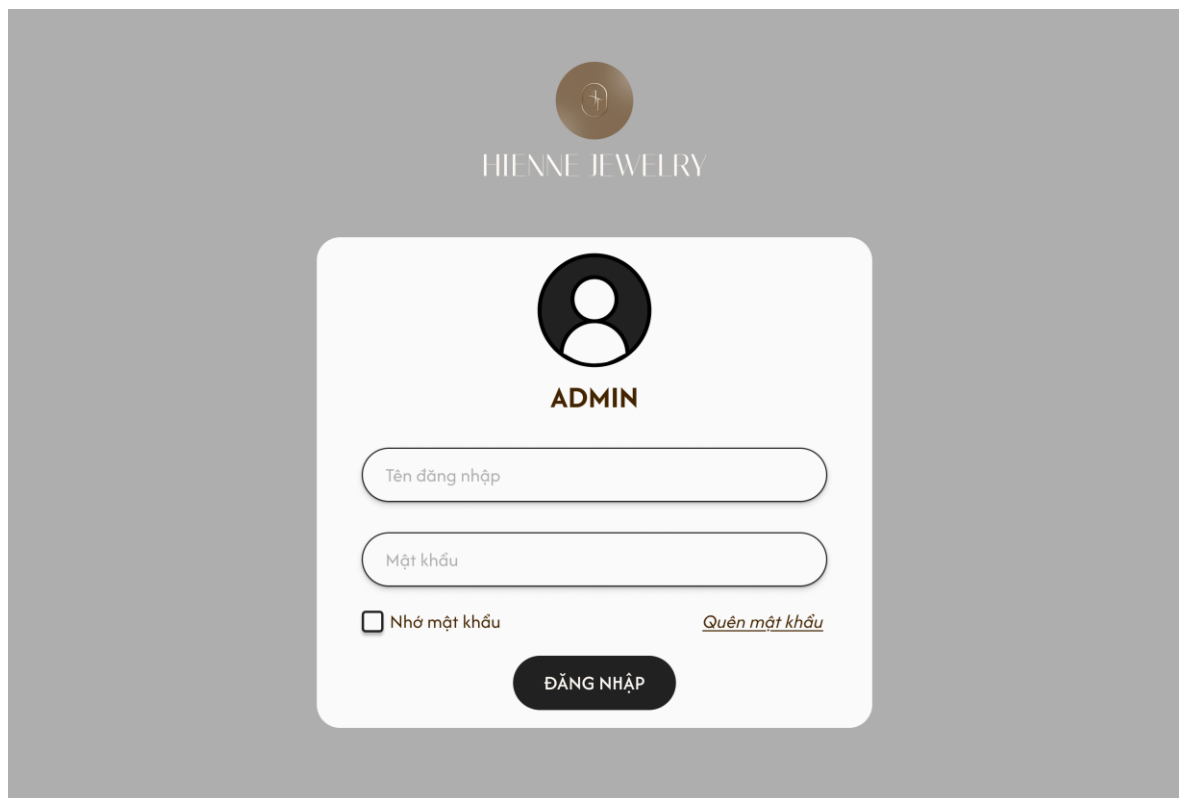 HIENNE JEWELRY
ADMIN
Tên đăng nhập
Mật khẩu
Nhớ mật khẩu
Quên mật khẩu
ĐĂNG NHẬP